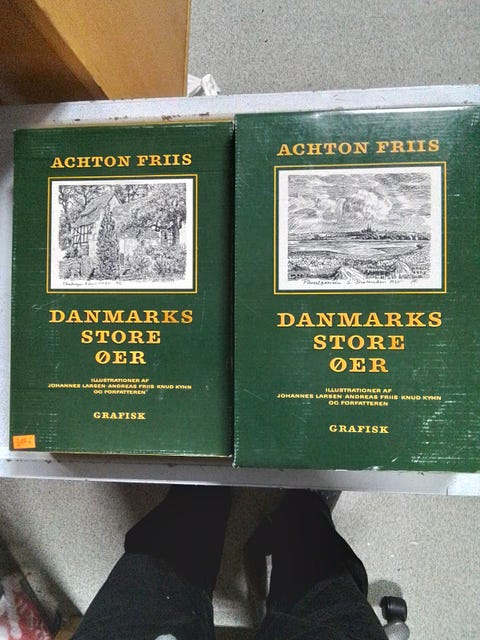 ACHTON FRIIS
DANMARKS
STORE
ØER
ILLUSTRATIONER AF
JOHANNES LARSEN·ANDREAS FRIIS·KNUD KYHN
OG FORFATTEREN
GRAFISK
ACHTON FRIIS
DANMARKS
STORE
ØER
ILLUSTRATIONER AF
JOHANNES LARSEN·ANDREAS FRIIS·KNUD KYHN
OG FORFATTEREN
GRAFISK